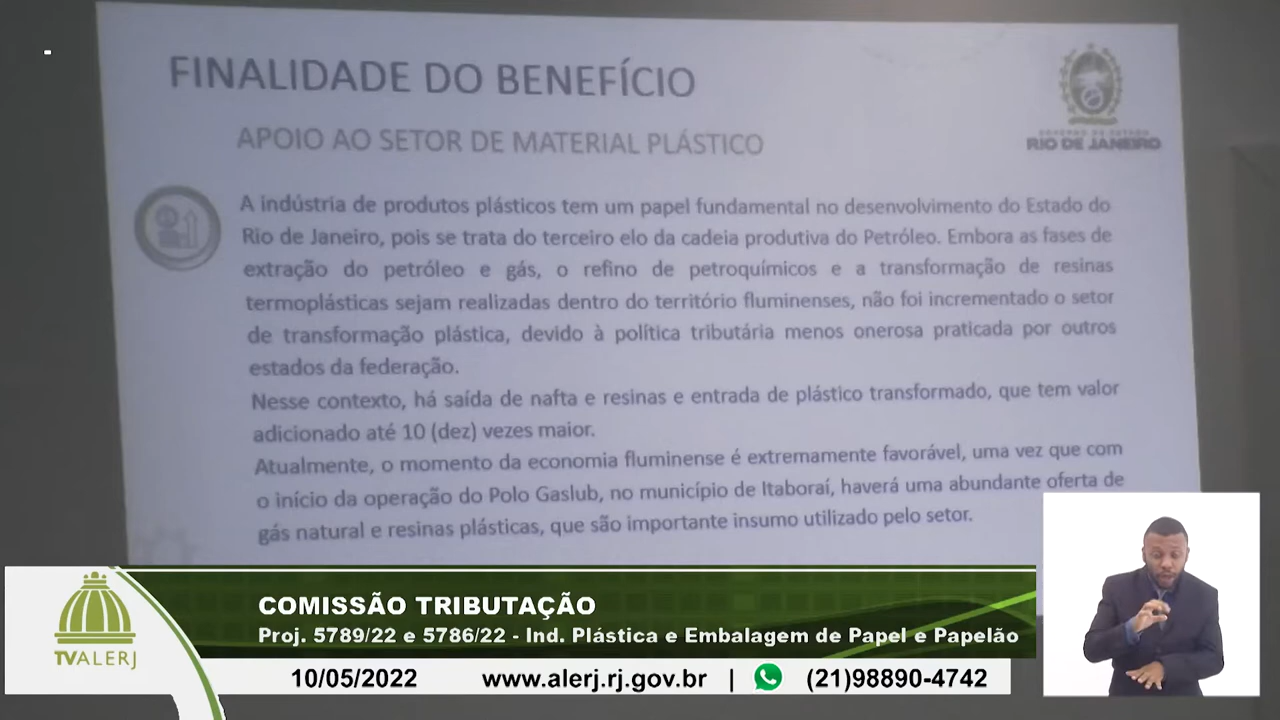 FINALIDADE DO BENEFÍCIO
APOIO AO SETOR DE MATERIAL PLÁSTICO
GOVERNO DO ESTADO
RIO DE JANEIRO
A indústria de produtos plásticos tem um papel fundamental no desenvolvimento do Estado do
Rio de Janeiro, pois se trata do terceiro elo da cadeia produtiva do Petróleo. Embora as fases de
extração do petróleo e gás, o refino de petroquímicos e a transformação de resinas
termoplásticas sejam realizadas dentro do território fluminenses, não foi incrementado o setor
de transformação plástica, devido à política tributária menos onerosa praticada por outros
estados da federação.
Nesse contexto, há saída de nafta e resinas e entrada de plástico transformado, que tem valor
adicionado até 10 (dez) vezes maior.
Atualmente, o momento da economia fluminense é extremamente favorável, uma vez que com
o início da operação do Polo Gaslub, no município de Itaboraí, haverá uma abundante oferta de
gás natural e resinas plásticas, que são importante insumo utilizado pelo setor.
COMISSÃO TRIBUTAÇÃO
Proj. 5789/22 e 5786/22 - Ind. Plástica e Embalagem de Papel e Papelão
TVALERJ
10/05/2022 www.alerj.rj.gov.br | (21)98890-4742